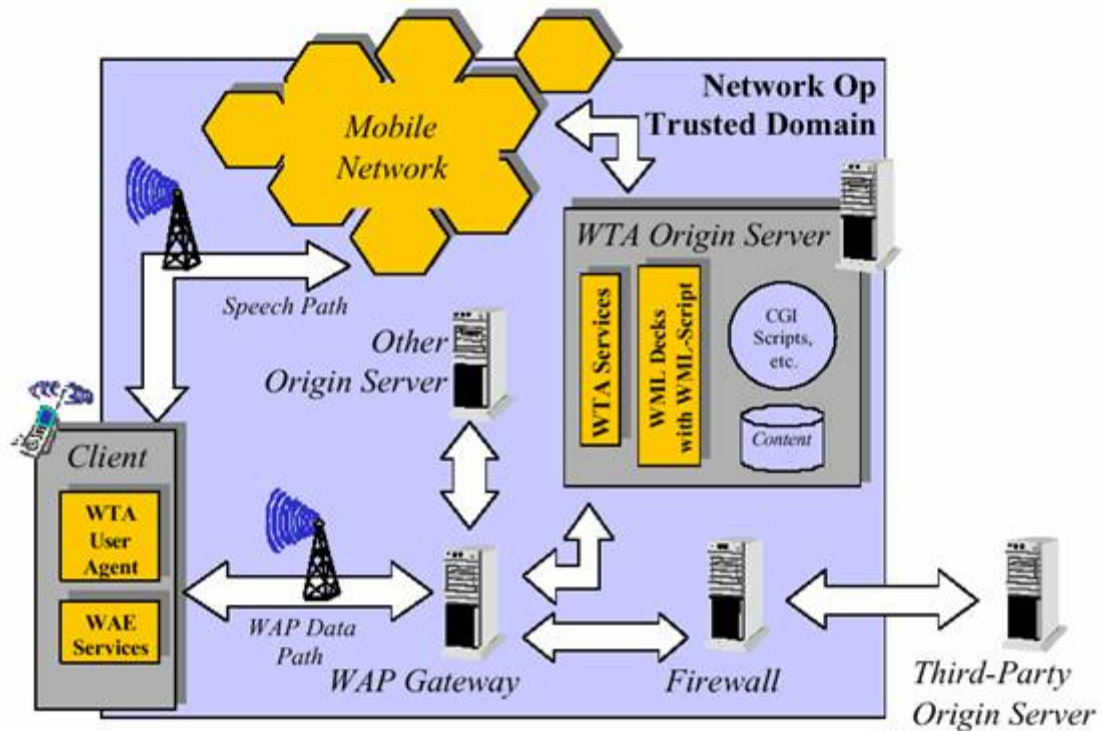 Network Op
Trusted Domain
Mobile
Network
WTA Origin Server
Speech Path
WTA Services
WML Decks
with WML-Script
CGI
Scripts,
etc.
Content
Other
Origin Server
Client
WTA
User
Agent
WAE
Services
WAP Data
Path
WAP Gateway
Firewall
Third-Party
Origin Server